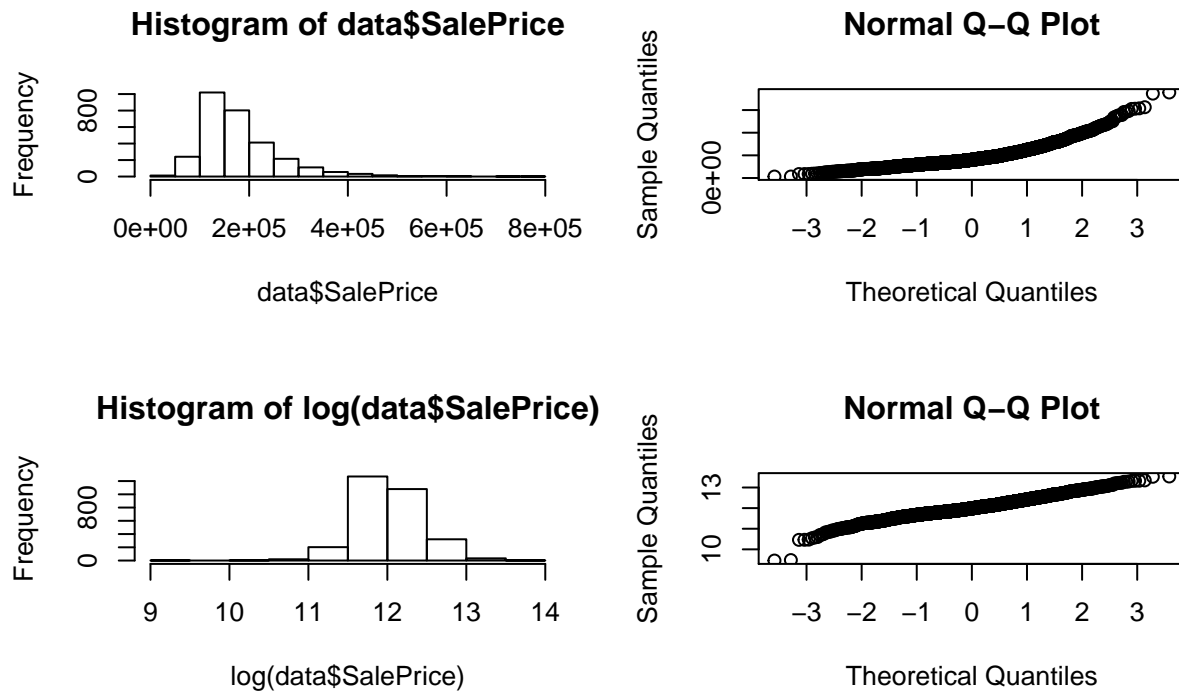 Histogram of data$SalePrice
Frequency
0 800
0e+00 2e+05 4e+05 6e+05 8e+05
data$SalePrice
Normal Q−Q Plot
Sample Quantiles
0e+00
−3 −2 −1 0 1 2 3
Theoretical Quantiles
Histogram of log(data$SalePrice)
Frequency
0 800
9 10 11 12 13 14
log(data$SalePrice)
Normal Q−Q Plot
Sample Quantiles
10 13
−3 −2 −1 0 1 2 3
Theoretical Quantiles